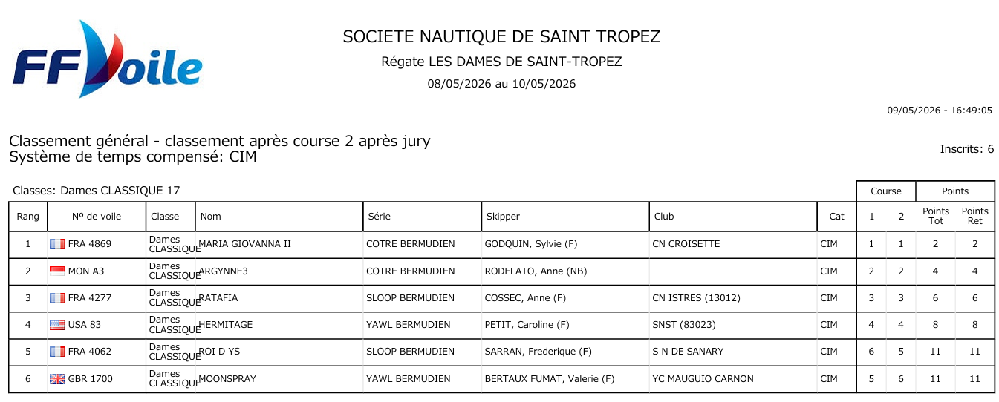 FFVoile
SOCIETE NAUTIQUE DE SAINT TROPEZ
Régate LES DAMES DE SAINT-TROPEZ
08/05/2026 au 10/05/2026
09/05/2026 - 16:49:05
Classement général - classement après course 2 après jury
Système de temps compensé: CIM
Inscrits: 6
Classes: Dames CLASSIQUE 17 Course Points
Rang Nº de voile Classe Nom Série Skipper Club Cat 1 2 Points Tot Points Ret
1 FRA 4869 Dames CLASSIQUE MARIA GIOVANNA II COTRE BERMUDIEN GODQUIN, Sylvie (F) CN CROISETTE CIM 1 1 2 2
2 MON A3 Dames CLASSIQUE ARGYNNE3 COTRE BERMUDIEN RODELATO, Anne (NB) CIM 2 2 4 4
3 FRA 4277 Dames CLASSIQUE RATAFIA SLOOP BERMUDIEN COSSEC, Anne (F) CN ISTRES (13012) CIM 3 3 6 6
4 USA 83 Dames CLASSIQUE HERMITAGE YAWL BERMUDIEN PETIT, Caroline (F) SNST (83023) CIM 4 4 8 8
5 FRA 4062 Dames CLASSIQUE ROI D YS SLOOP BERMUDIEN SARRAN, Frederique (F) S N DE SANARY CIM 6 5 11 11
6 GBR 1700 Dames CLASSIQUE MOONSPRAY YAWL BERMUDIEN BERTAUX FUMAT, Valerie (F) YC MAUGUIO CARNON CIM 5 6 11 11